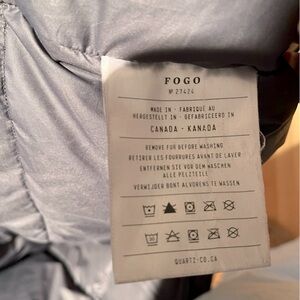 FOGO
Nº 27424
MADE IN - FABRIQUÉ AU
HERGESTELLT IN - GEFABRICEERD IN
CANADA - KANADA
REMOVE FUR BEFORE WASHING
RETIRER LES FOURRURES AVANT DE LAVER
ENTFERNEN SIE VOR DEM WASCHEN
ALLE PELZTEILE
VERWIJDER BONT ALVORENS TE WASSEN
QUARTZ-CO.CA